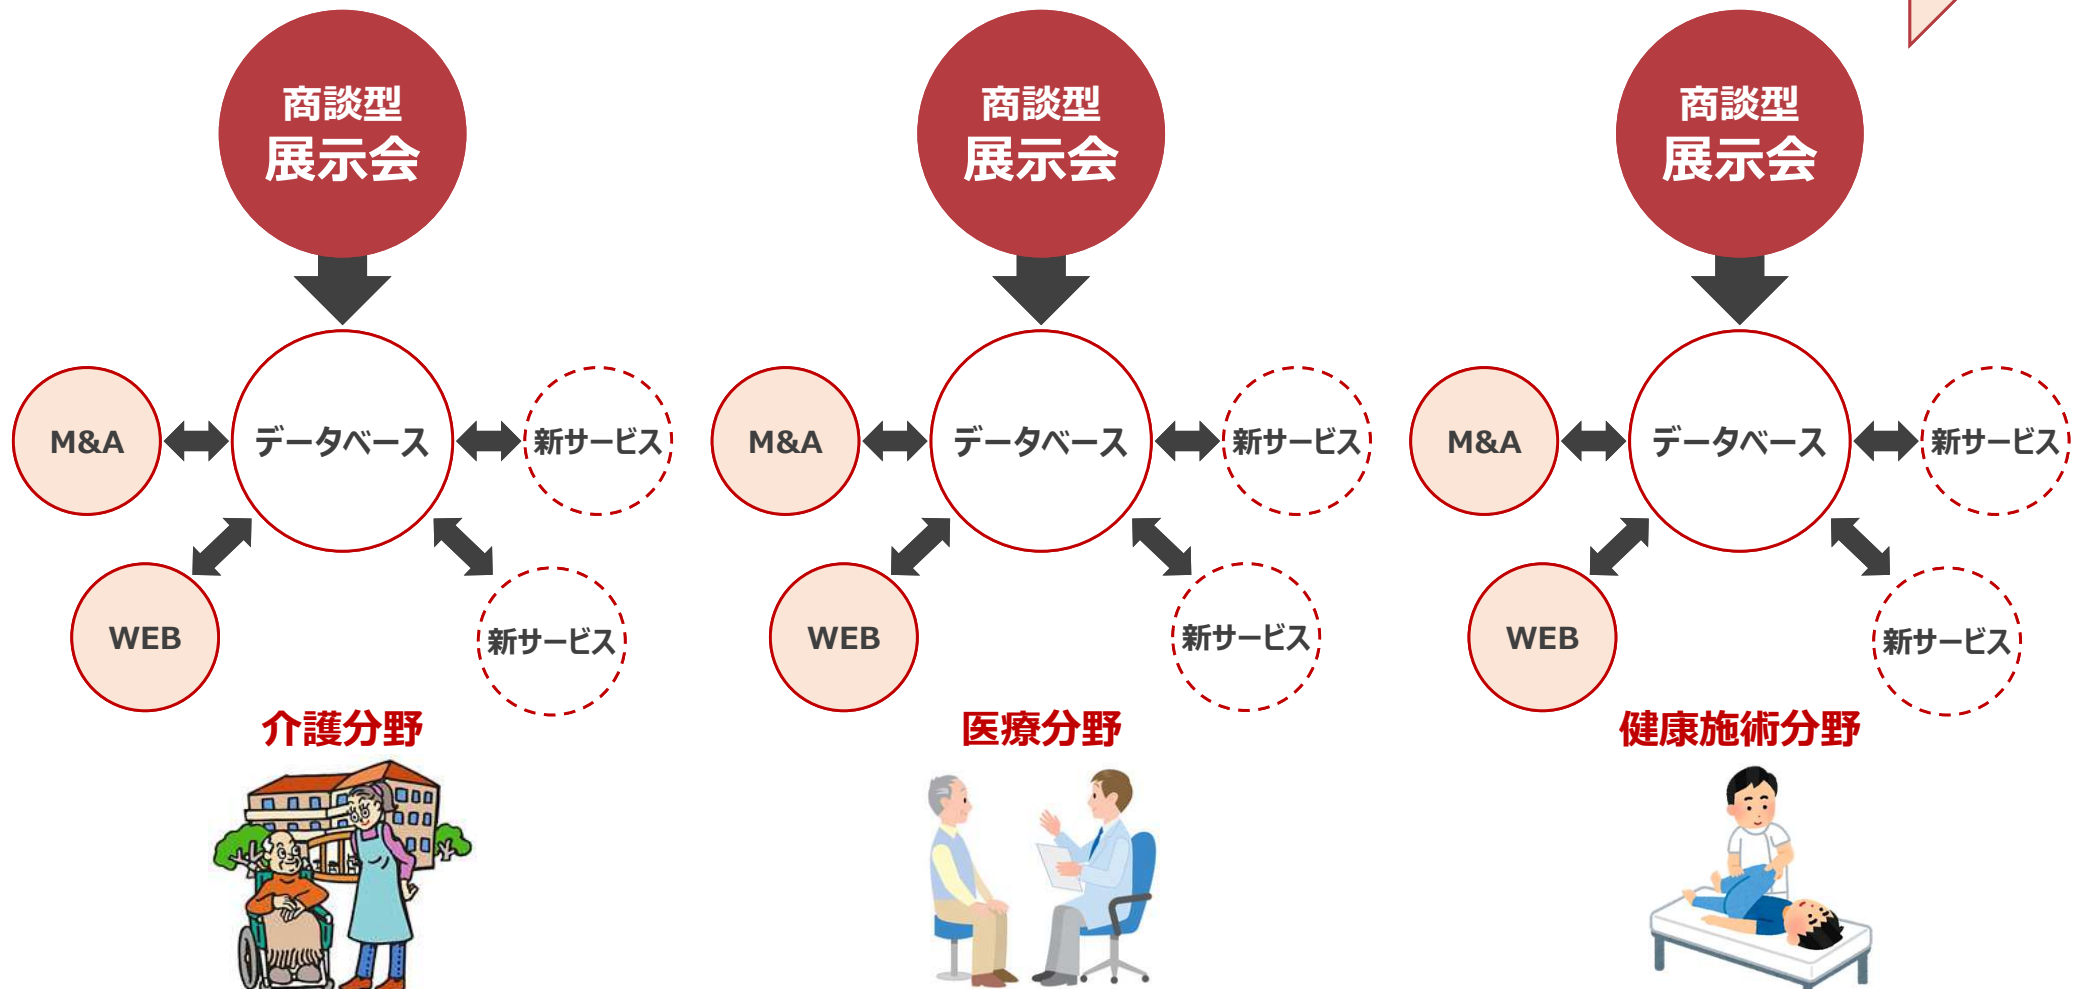 商談型
展示会
商談型
展示会
商談型
展示会
M&A
データベース
新サービス
M&A
データベース
新サービス
M&A
データベース
新サービス
WEB
新サービス
WEB
新サービス
WEB
新サービス
介護分野
医療分野
健康施術分野